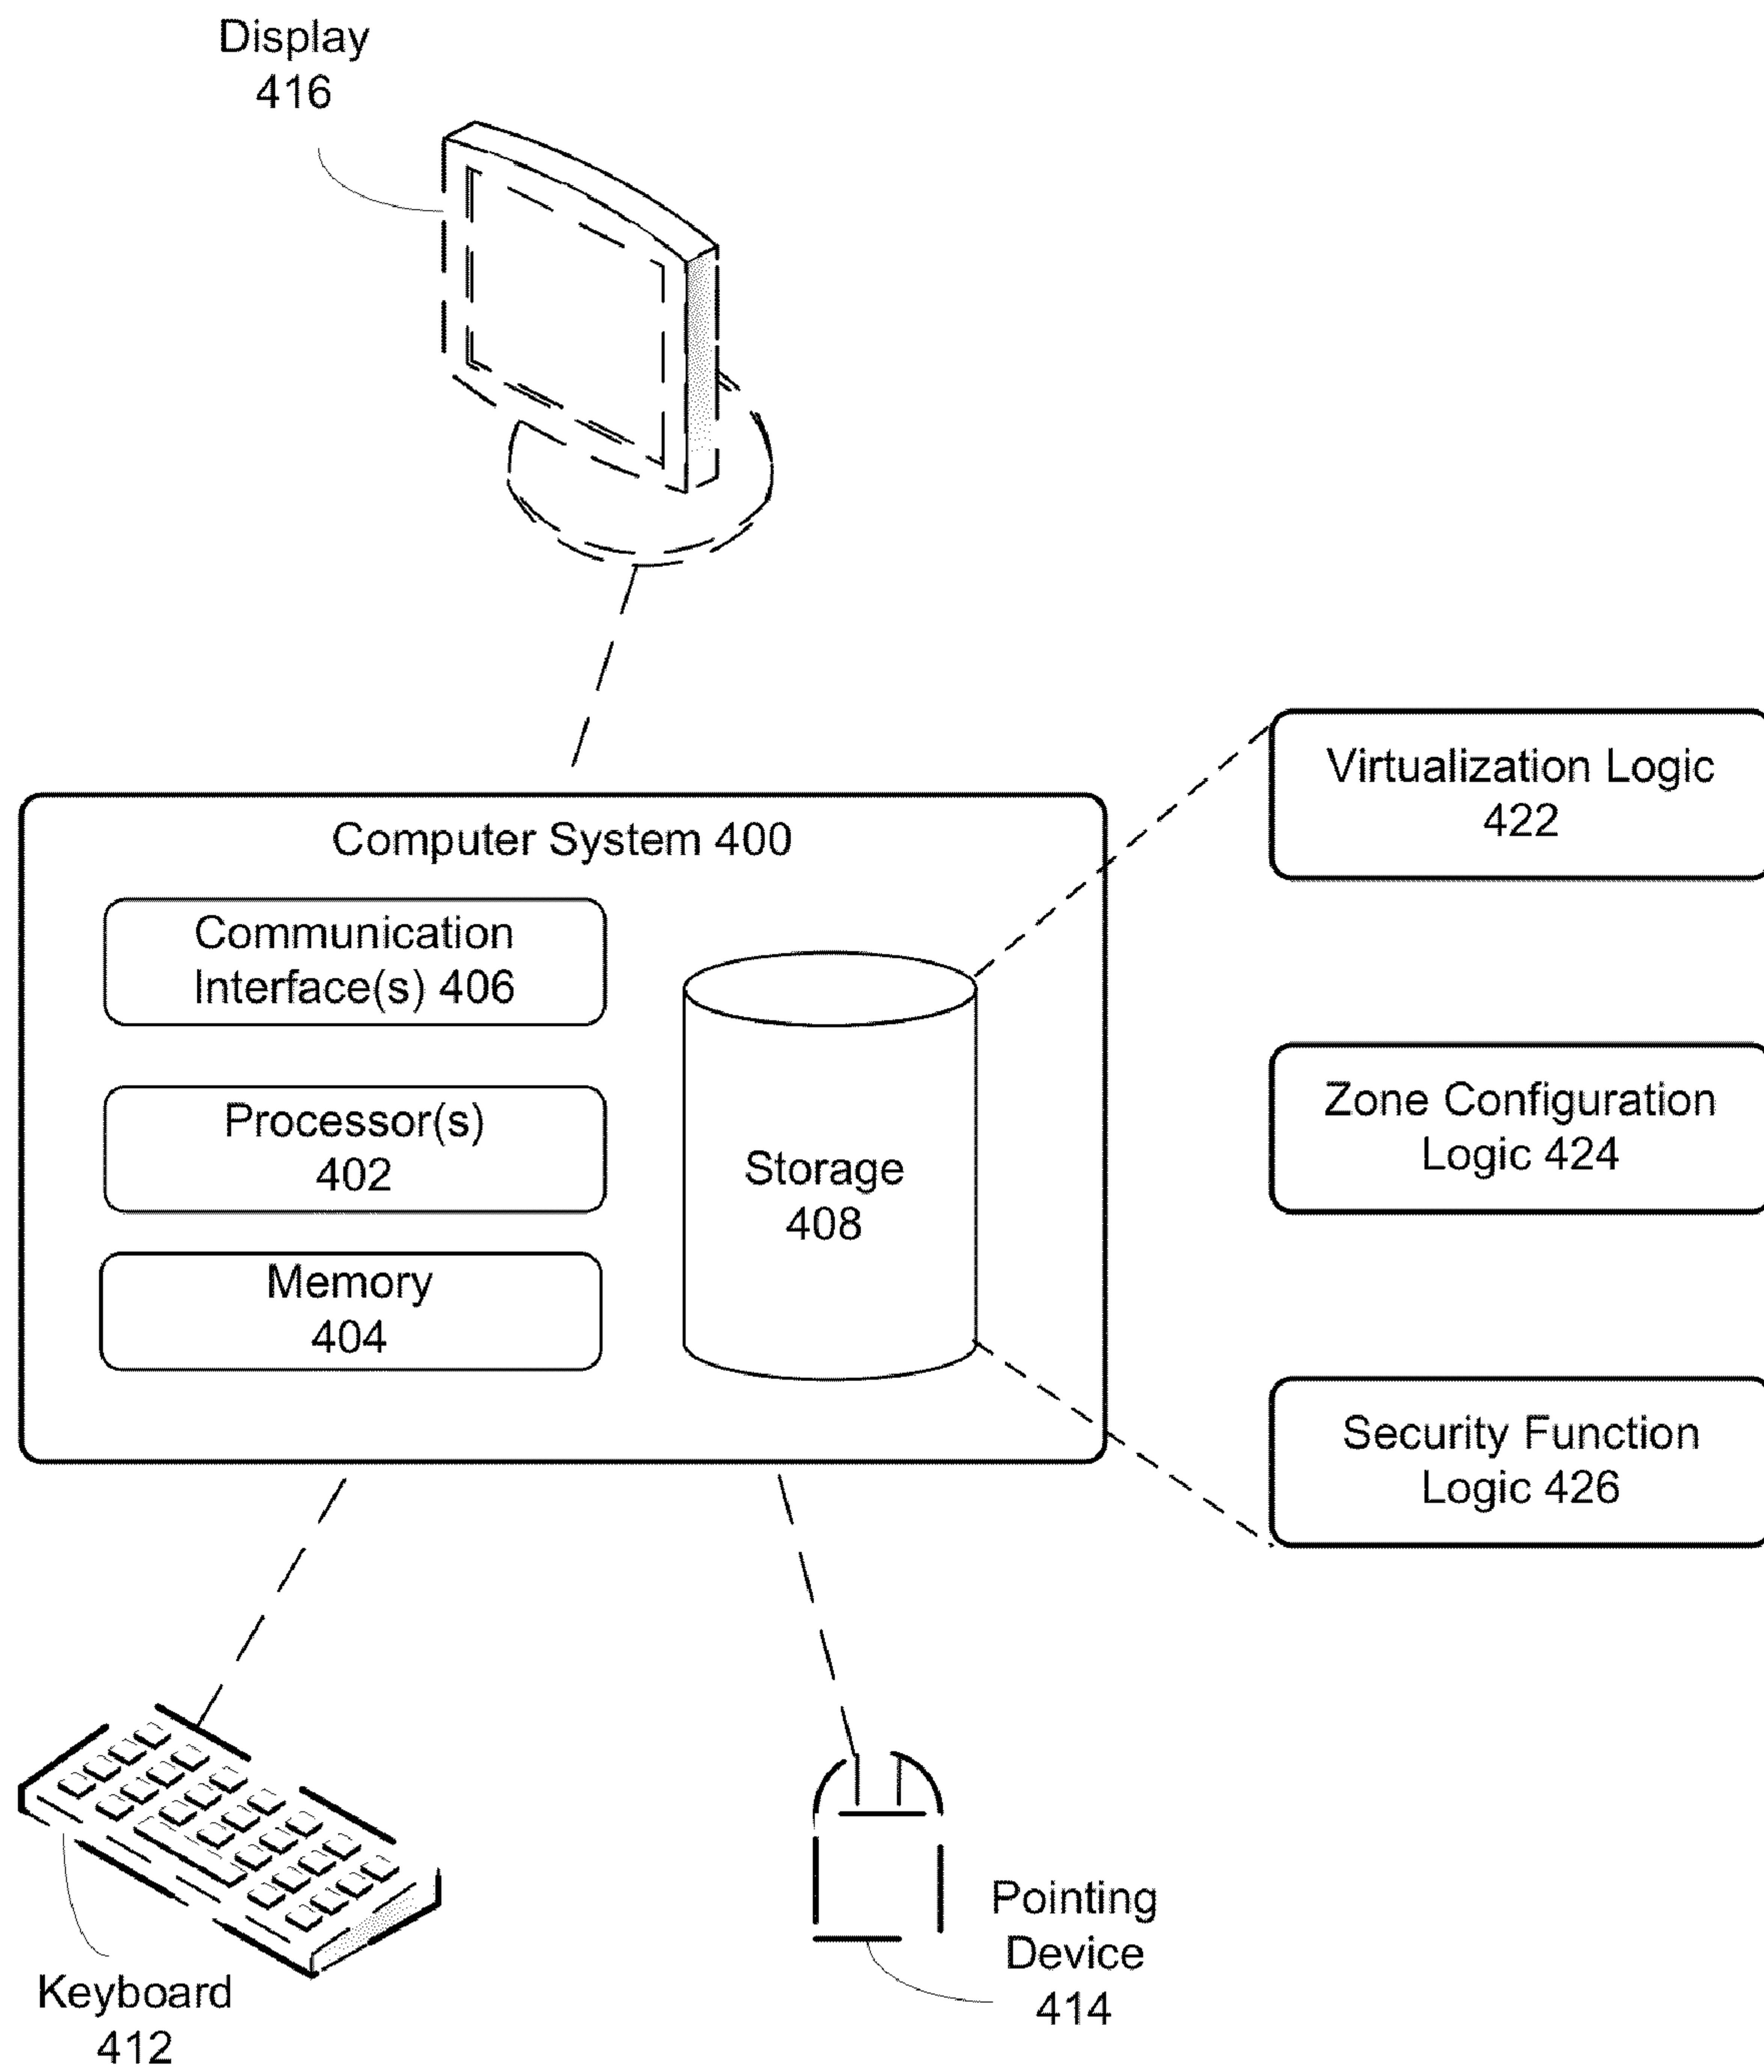 Display
416
Virtualization Logic
422
Computer System 400
Communication
Interface(s) 406
Processor(s)
402
Memory
404
Storage
408
Zone Configuration
Logic 424
Security Function
Logic 426
Keyboard
412
Pointing
Device
414